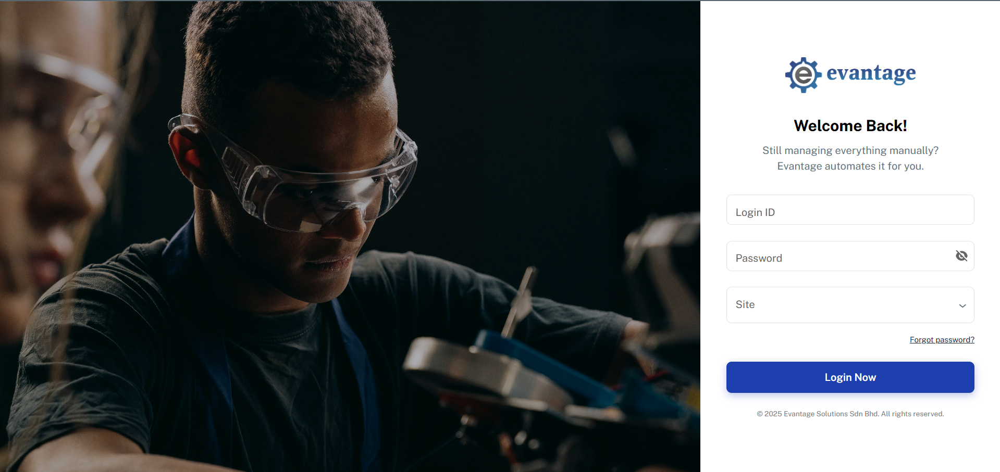 evantage
Welcome Back!
Still managing everything manually?
Evantage automates it for you.
Login ID
Password
Site
Forgot password?
Login Now
© 2025 Evantage Solutions Sdn Bhd. All rights reserved.